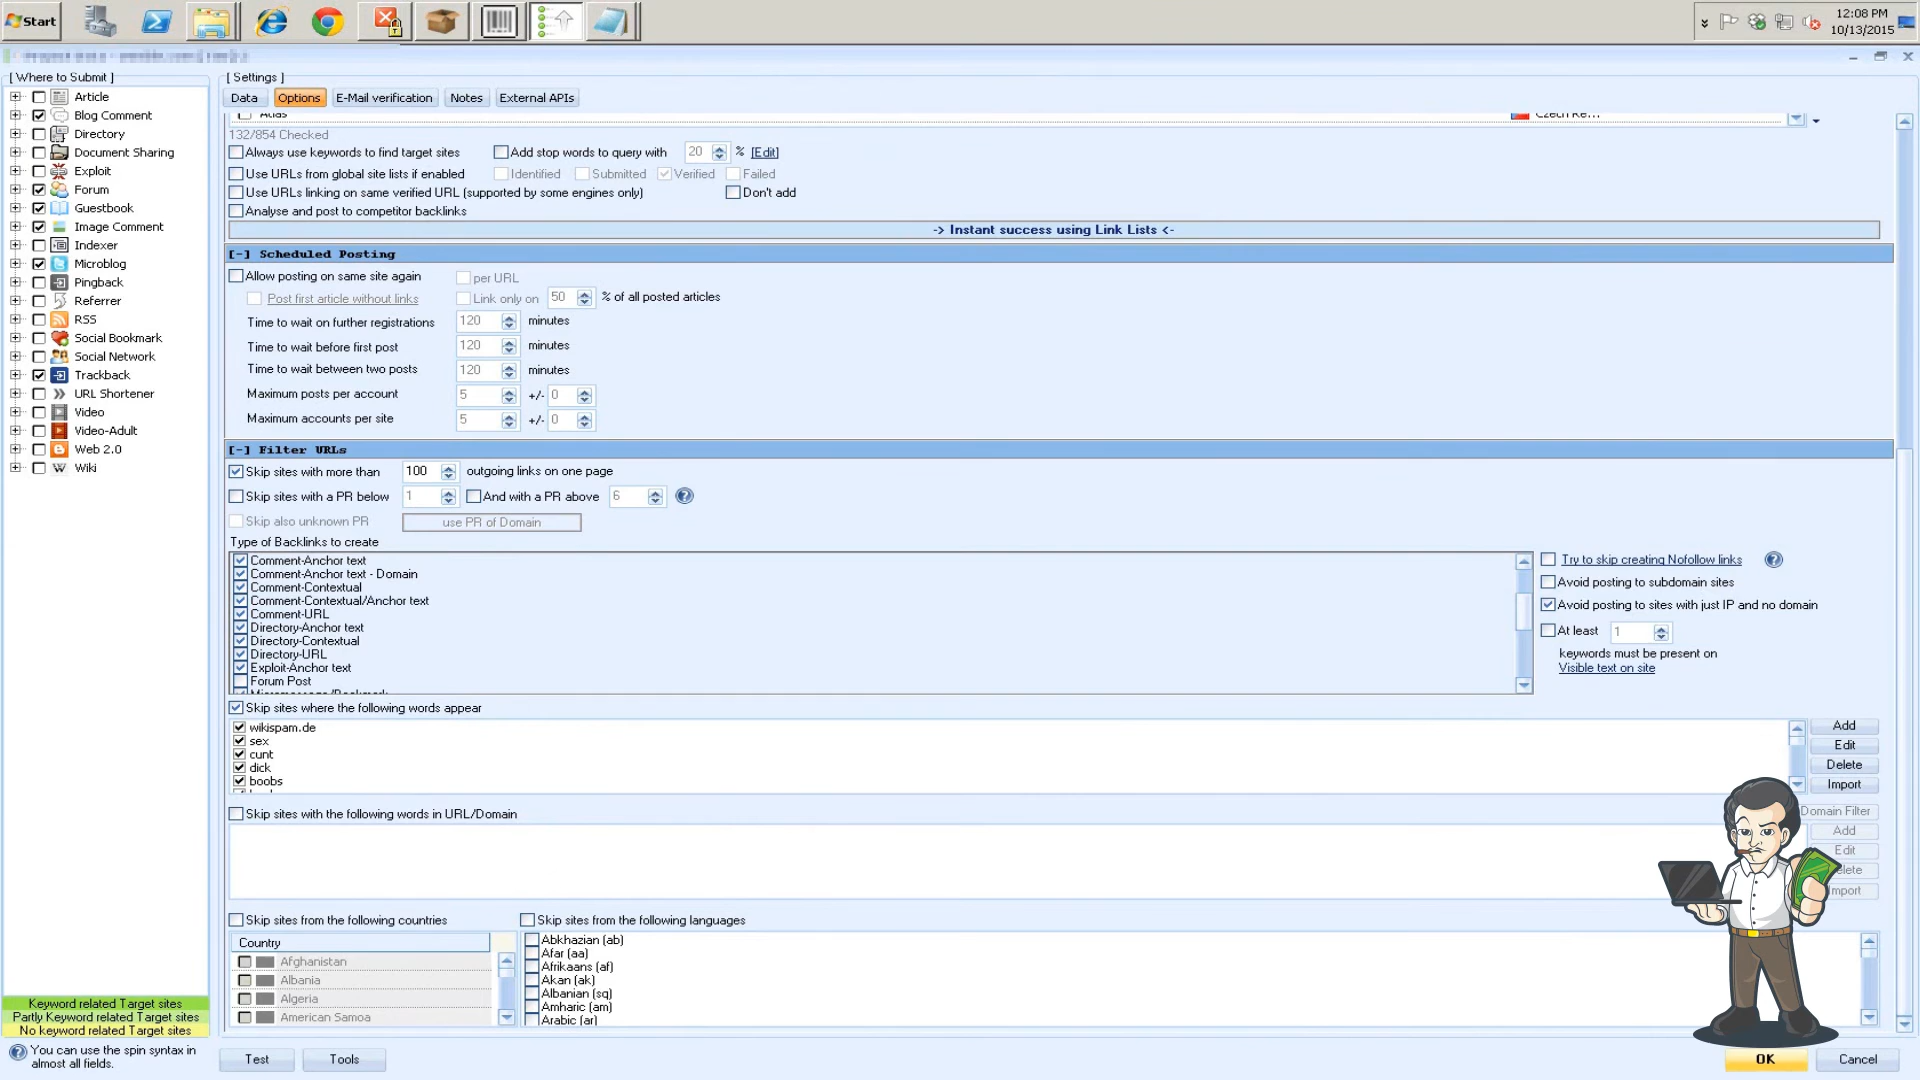 Start
12:08 PM
10/13/2015
[ Where to Submit ]
Article
Blog Comment
Directory
Document Sharing
Exploit
Forum
Guestbook
Image Comment
Indexer
Microblog
Pingback
Referrer
RSS
Social Bookmark
Social Network
Trackback
URL Shortener
Video
Video-Adult
Web 2.0
Wiki
Keyword related Target sites
Partly Keyword related Target sites
No keyword related Target sites
You can use the spin syntax in
almost all fields.
[ Settings ]
Data Options E-Mail verification Notes External APIs
Atlas Czech Re...
132/854 Checked
Always use keywords to find target sites Add stop words to query with 20 % [Edit]
Use URLs from global site lists if enabled Identified Submitted Verified Failed
Use URLs linking on same verified URL (supported by some engines only) Don't add
Analyse and post to competitor backlinks
-> Instant success using Link Lists <-
[-] Scheduled Posting
Allow posting on same site again per URL
Post first article without links Link only on 50 % of all posted articles
Time to wait on further registrations 120 minutes
Time to wait before first post 120 minutes
Time to wait between two posts 120 minutes
Maximum posts per account 5 +/- 0
Maximum accounts per site 5 +/- 0
[-] Filter URLs
Skip sites with more than 100 outgoing links on one page
Skip sites with a PR below 1 And with a PR above 6
Skip also unknown PR use PR of Domain
Type of Backlinks to create
Comment-Anchor text
Comment-Anchor text - Domain
Comment-Contextual
Comment-Contextual/Anchor text
Comment-URL
Directory-Anchor text
Directory-Contextual
Directory-URL
Exploit-Anchor text
Forum Post
Try to skip creating Nofollow links
Avoid posting to subdomain sites
Avoid posting to sites with just IP and no domain
At least 1
keywords must be present on
Visible text on site
Skip sites where the following words appear
wikispam.de
sex
cunt
dick
boobs
Add
Edit
Delete
Import
Skip sites with the following words in URL/Domain
Domain Filter
Add
Edit
elete
mport
Skip sites from the following countries
Country
Afghanistan
Albania
Algeria
American Samoa
Skip sites from the following languages
Abkhazian (ab)
Afar (aa)
Afrikaans (af)
Akan (ak)
Albanian (sq)
Amharic (am)
Arabic (ar)
Test Tools OK Cancel